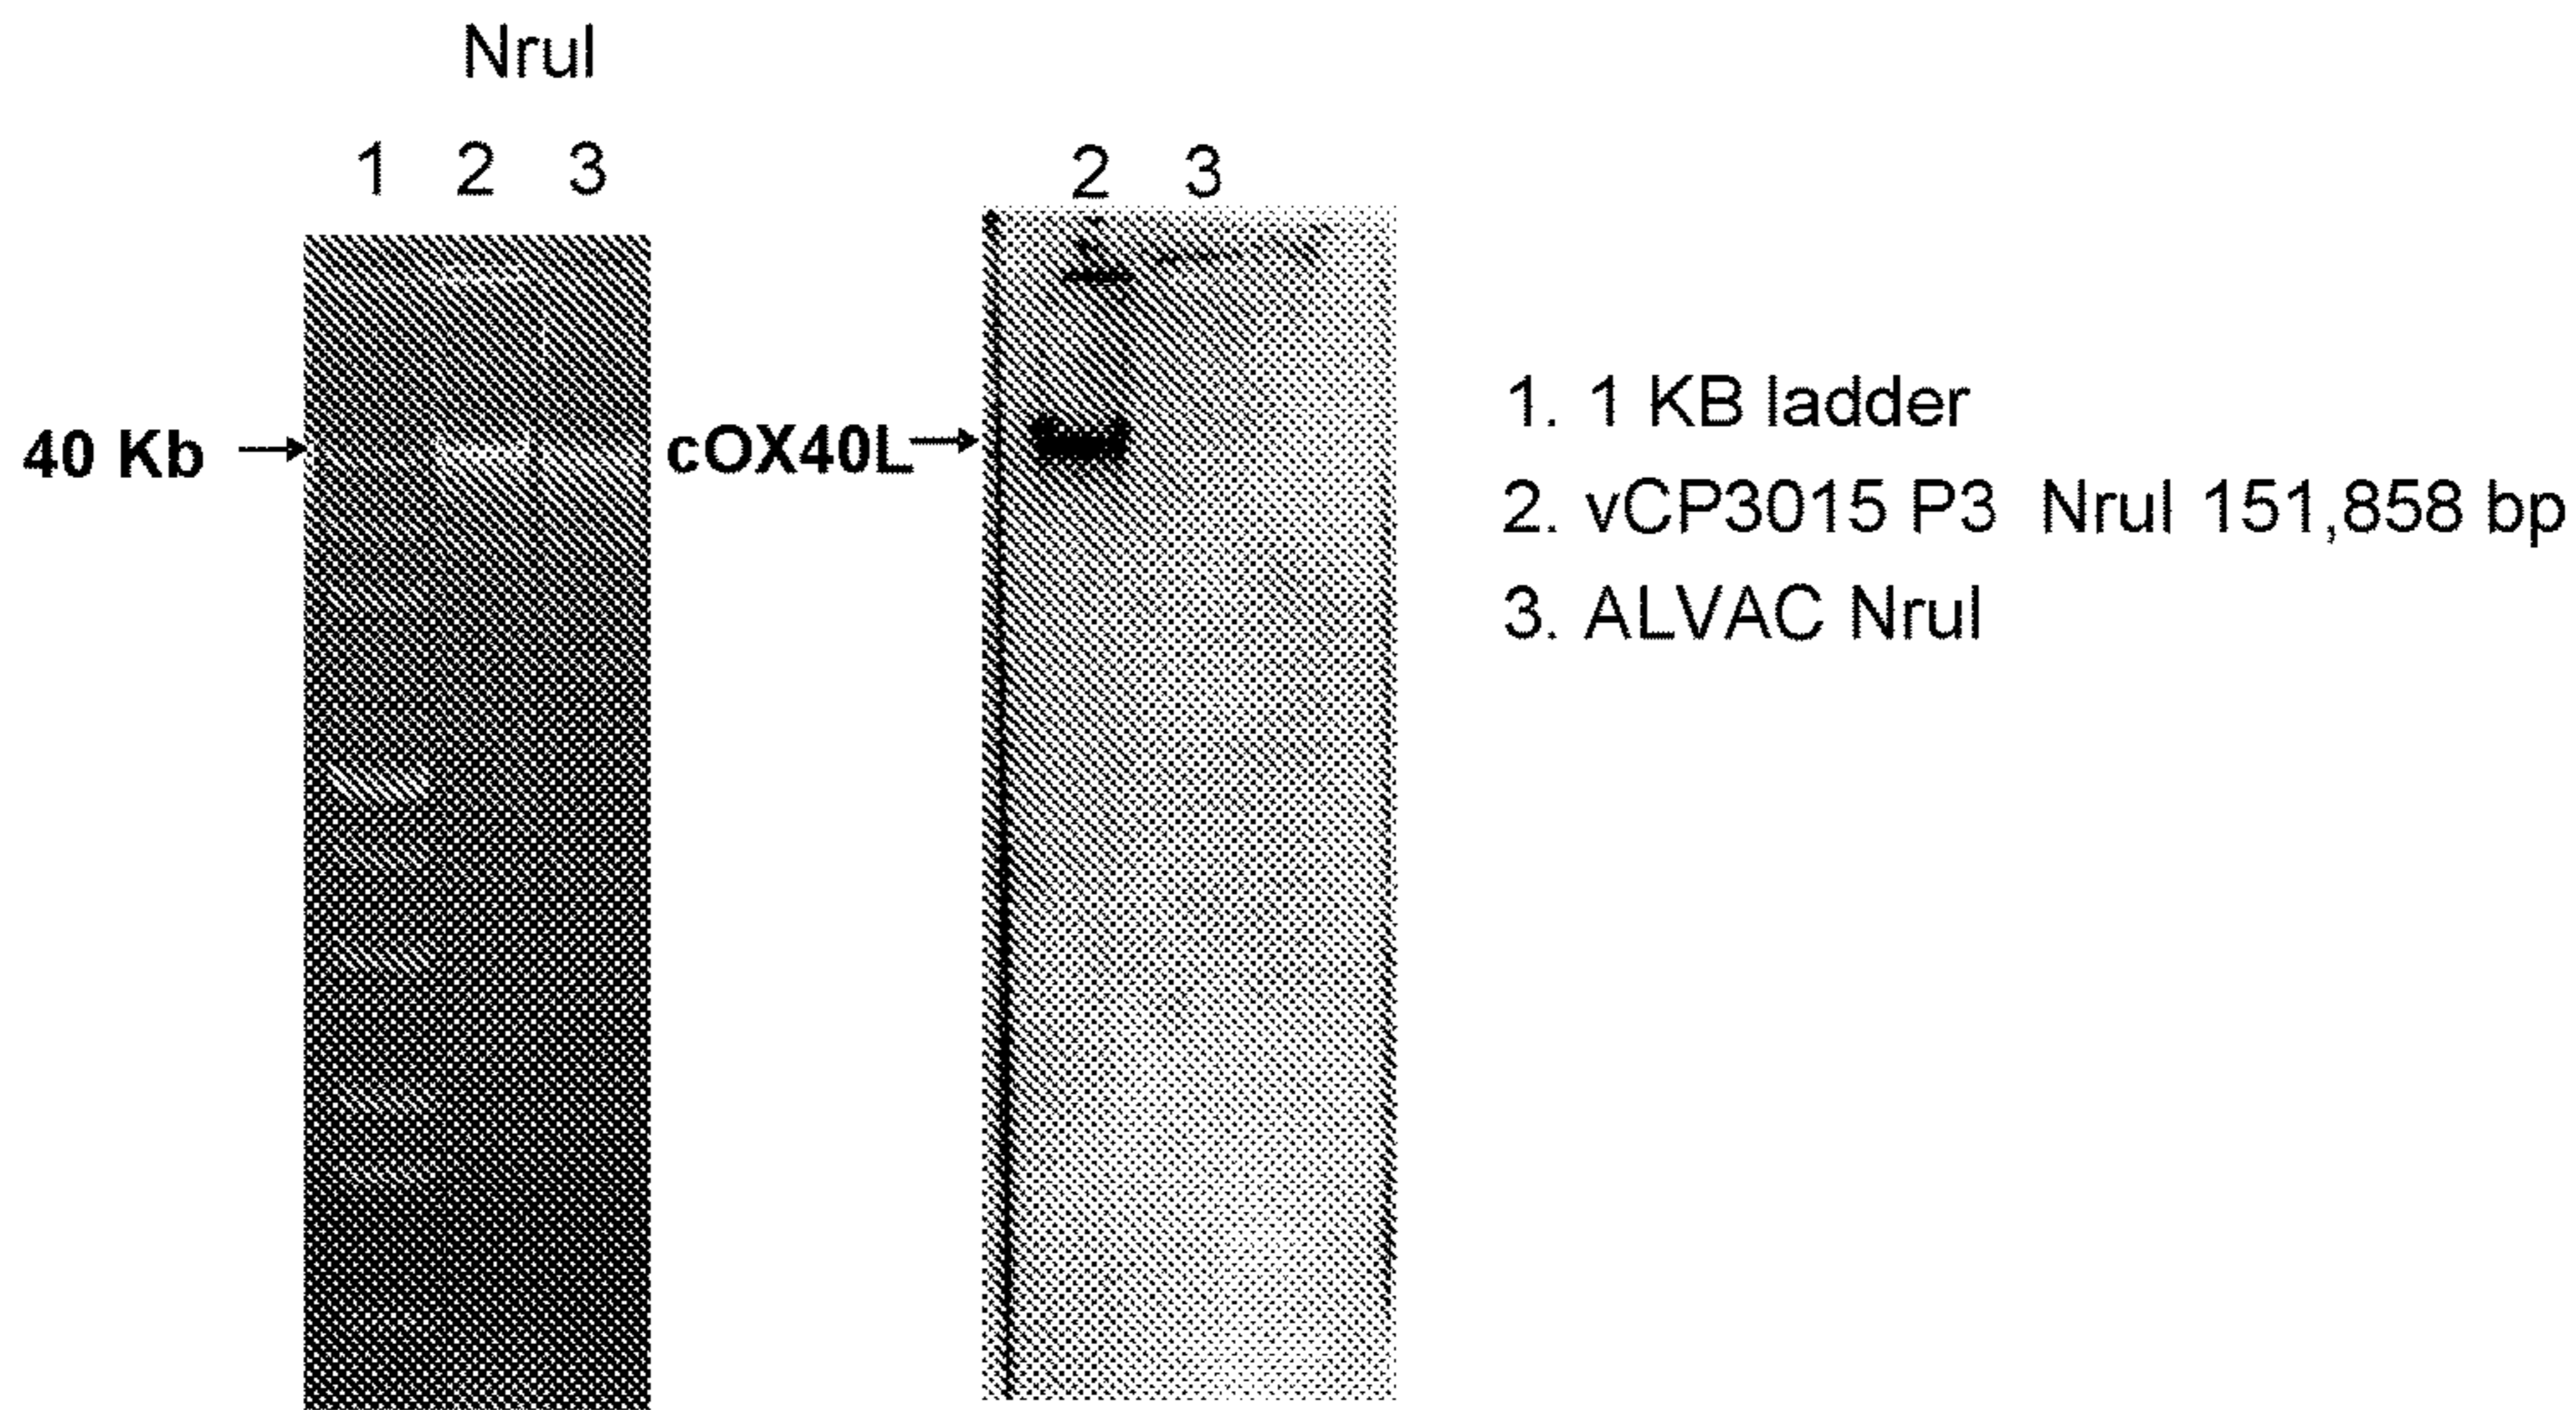 NruI
1 2 3
2 3
40 Kb
cOX40L
1. 1 KB ladder
2. vCP3015 P3 NruI 151,858 bp
3. ALVAC NruI